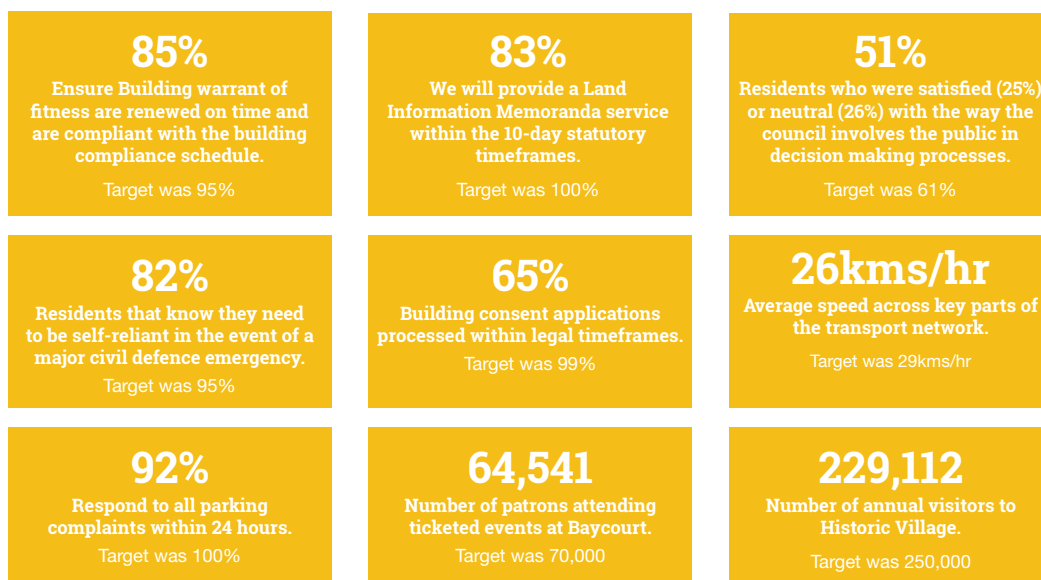 85%
Ensure Building warrant of
fitness are renewed on time and
are compliant with the building
compliance schedule.
Target was 95%
83%
We will provide a Land
Information Memoranda service
within the 10-day statutory
timeframes.
Target was 100%
51%
Residents who were satisfied (25%)
or neutral (26%) with the way the
council involves the public in
decision making processes.
Target was 61%
82%
Residents that know they need
to be self-reliant in the event of a
major civil defence emergency.
Target was 95%
65%
Building consent applications
processed within legal timeframes.
Target was 99%
26kms/hr
Average speed across key parts of
the transport network.
Target was 29kms/hr
92%
Respond to all parking
complaints within 24 hours.
Target was 100%
64,541
Number of patrons attending
ticketed events at Baycourt.
Target was 70,000
229,112
Number of annual visitors to
Historic Village.
Target was 250,000